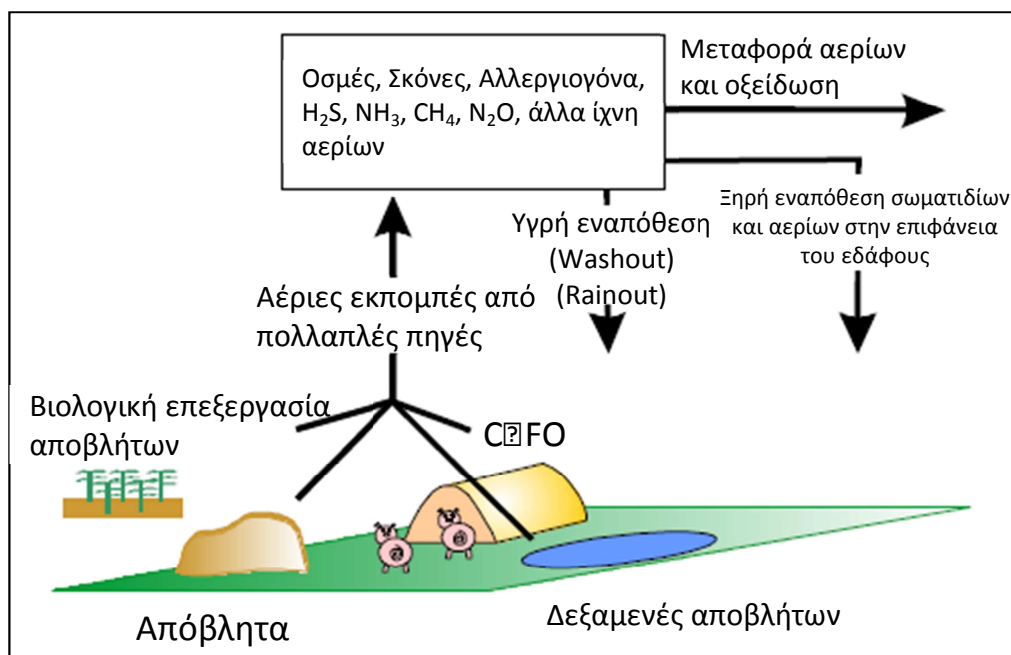 Οσμές, Σκόνες, Αλλεργιογόνα,
H₂S, NH₃, CH₄, N₂O, άλλα ίχνη
αερίων
Μεταφορά αερίων
και οξείδωση
Υγρή εναπόθεση
(Washout)
(Rainout)
Ξηρή εναπόθεση σωματιδίων
και αερίων στην επιφάνεια
του εδάφους
Αέριες εκπομπές από
πολλαπλές πηγές
Βιολογική επεξεργασία
αποβλήτων
C⍰FO
Απόβλητα
Δεξαμενές αποβλήτων